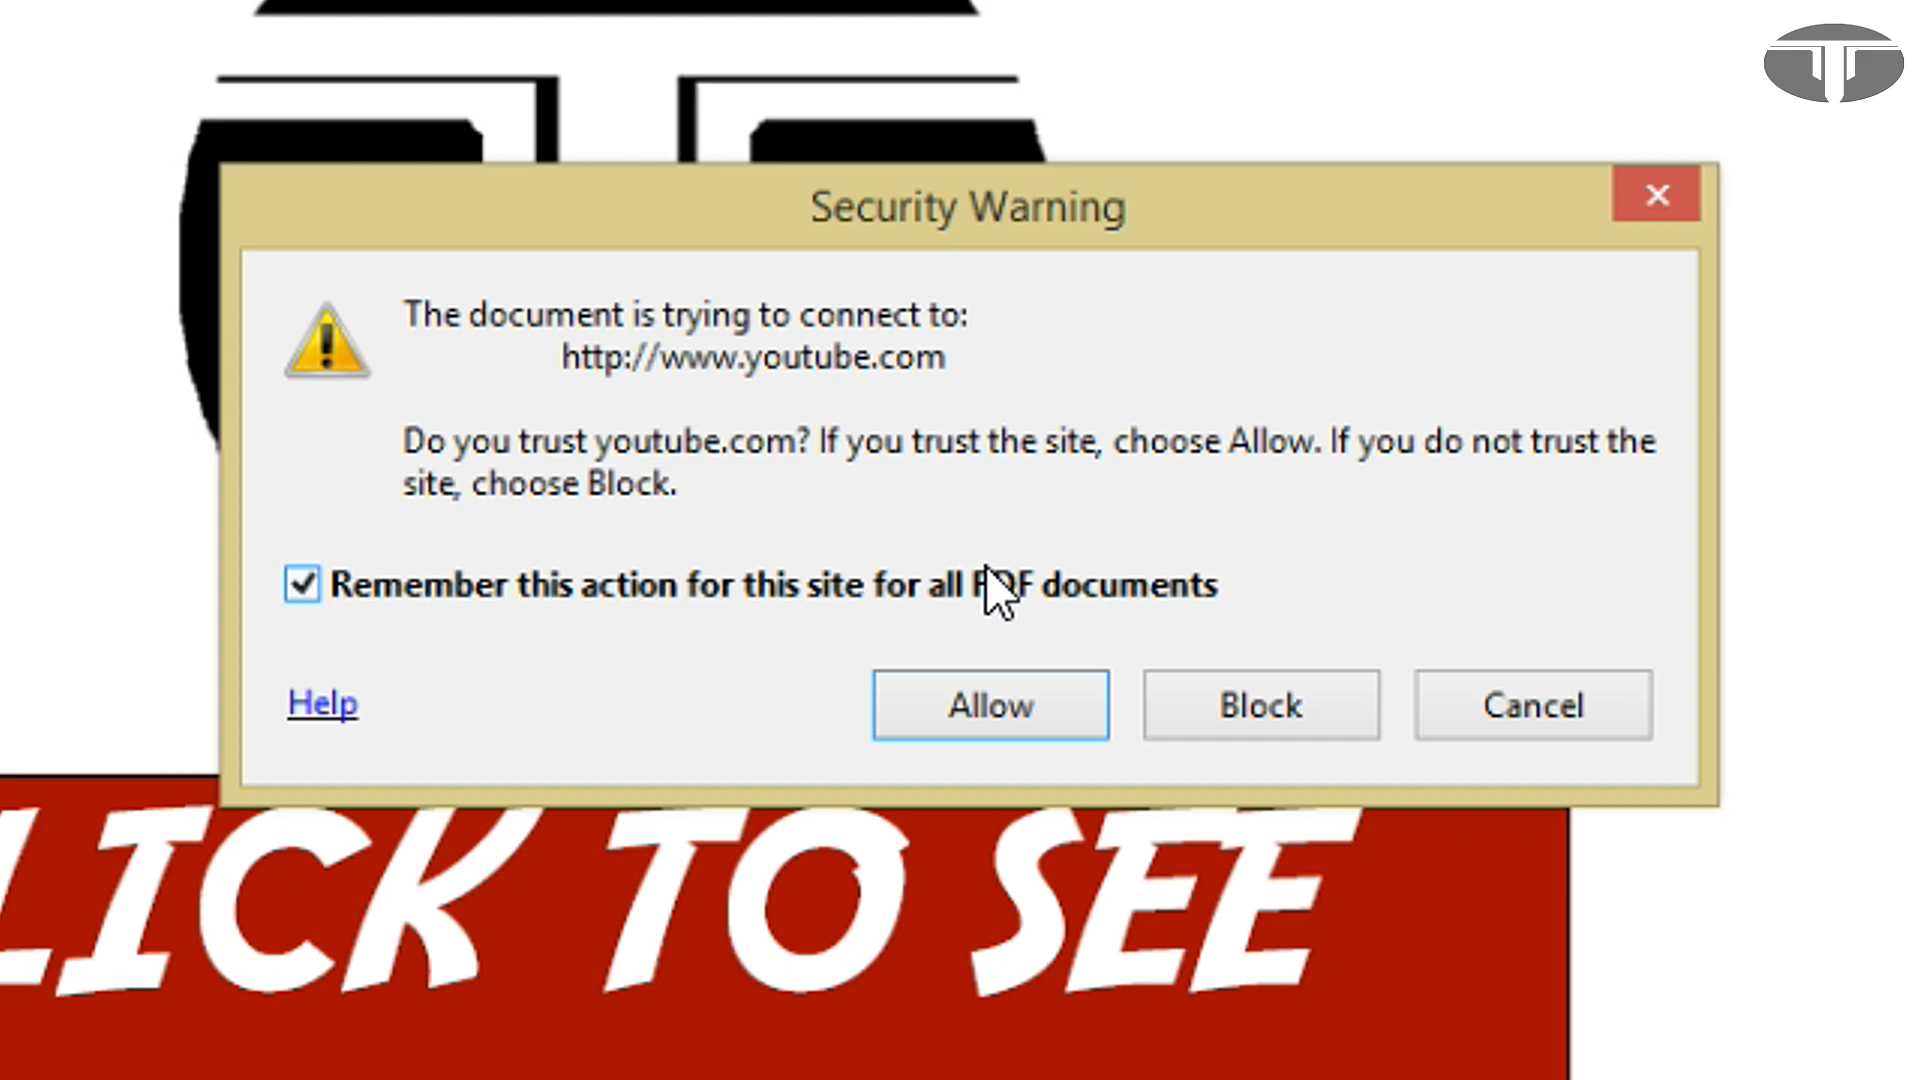 Security Warning
The document is trying to connect to:
http://www.youtube.com
Do you trust youtube.com? If you trust the site, choose Allow. If you do not trust the
site, choose Block.
Remember this action for this site for all PDF documents
Help
Allow
Block
Cancel
LICK TO SEE